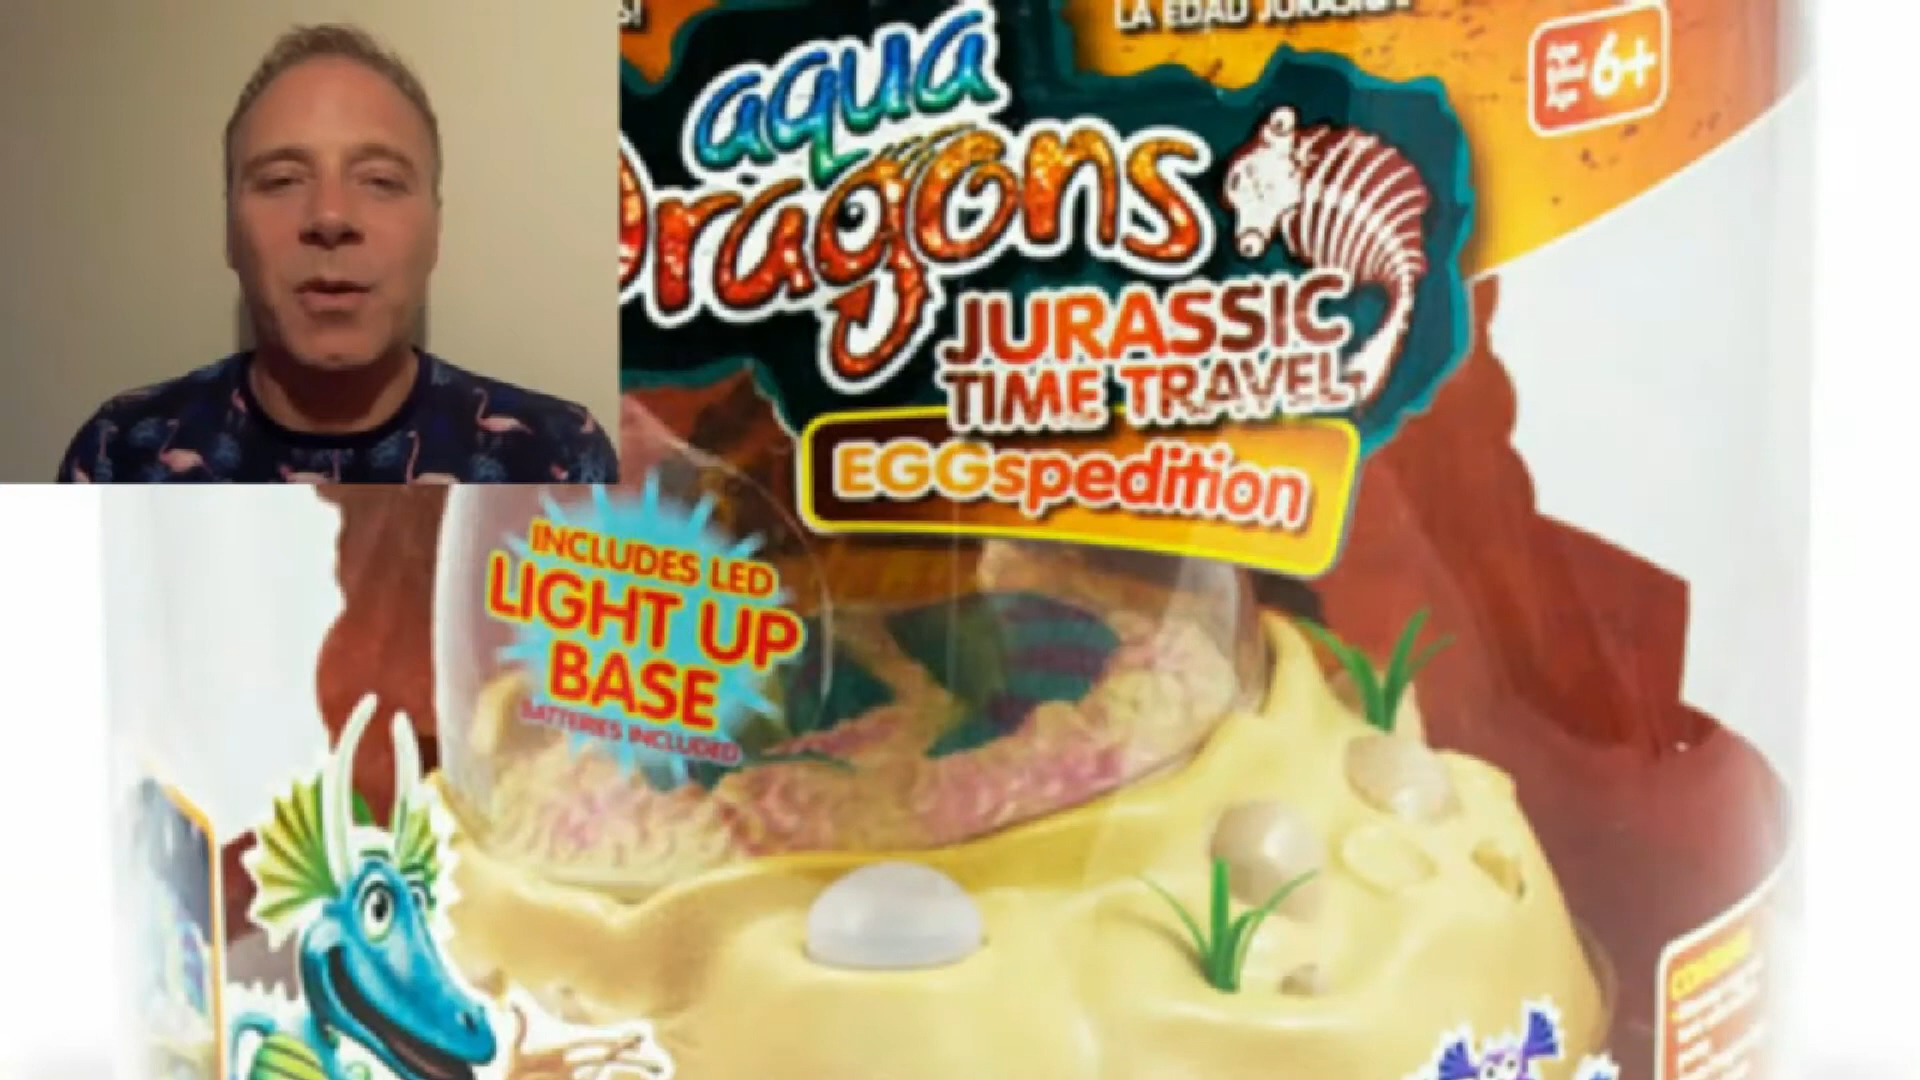 LA EDAD JURÁSICA!
aqua
Dragons
6+
JURASSIC
TIME TRAVEL
EGGspedition
INCLUDES LED
LIGHT UP
BASE
BATTERIES INCLUDED